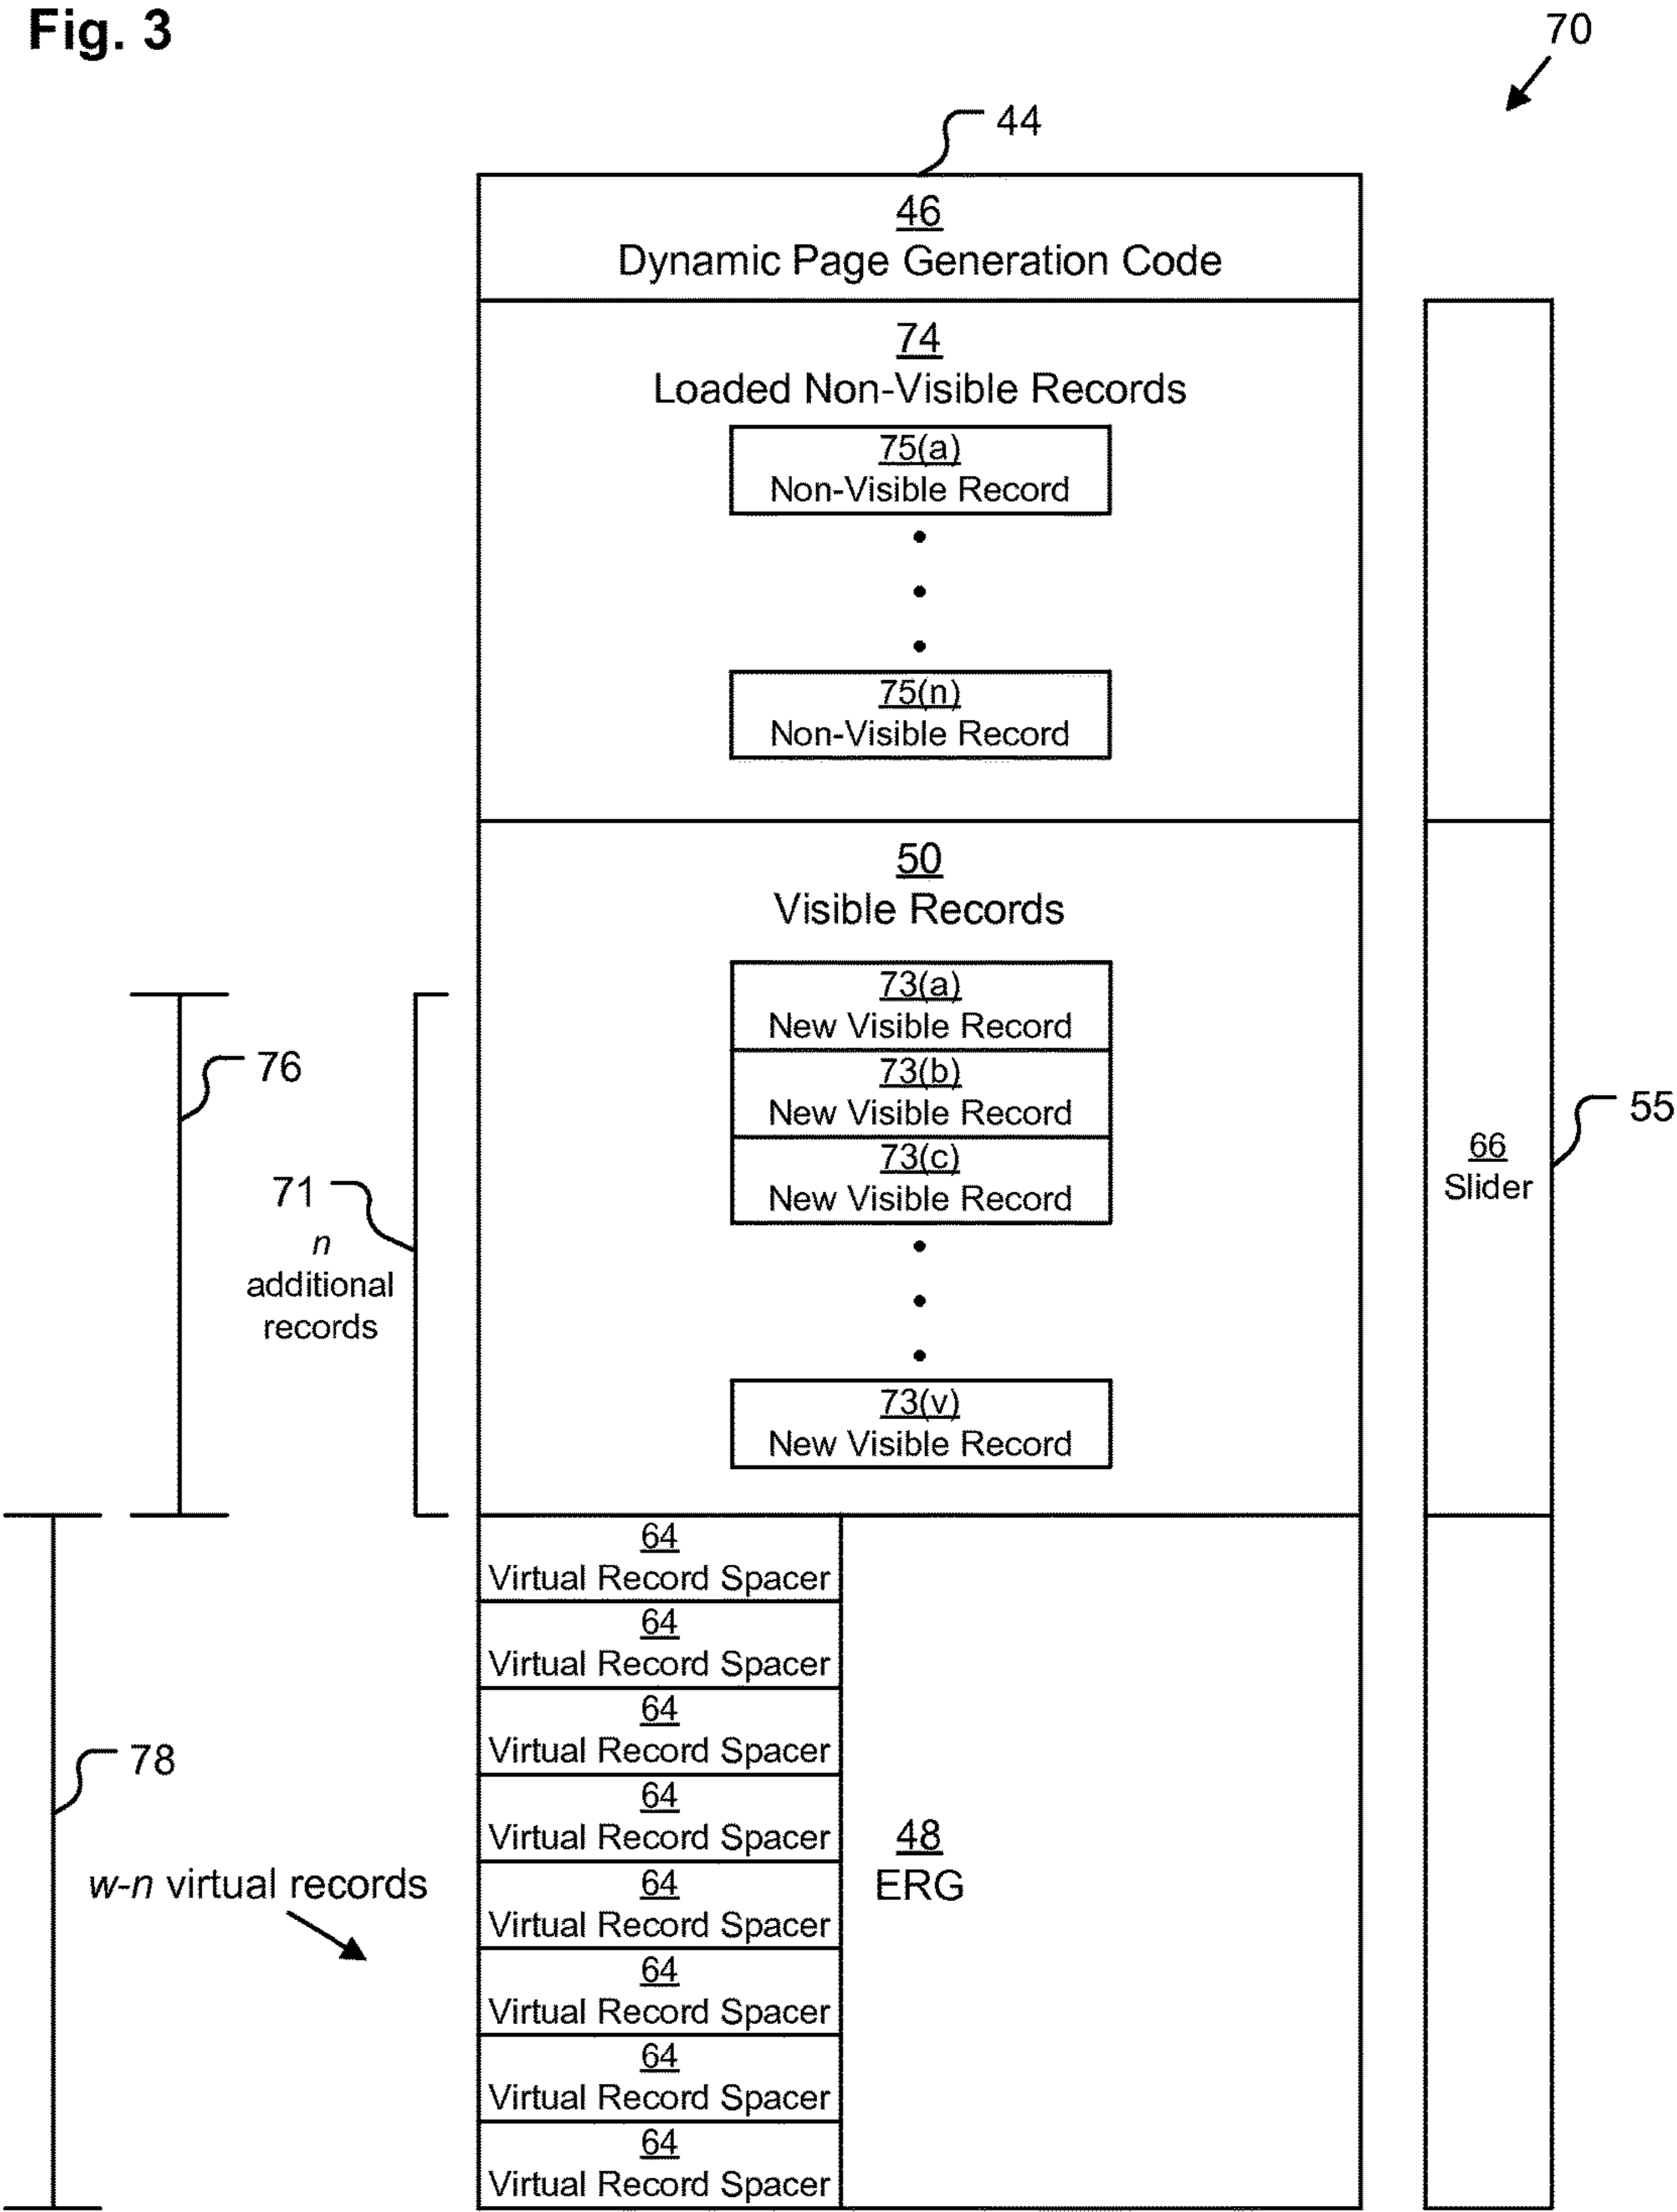 Fig. 3
70
44
46
Dynamic Page Generation Code
74
Loaded Non-Visible Records
75(a)
Non-Visible Record
75(n)
Non-Visible Record
50
Visible Records
73(a)
New Visible Record
73(b)
New Visible Record
73(c)
New Visible Record
73(v)
New Visible Record
76
71
n
additional
records
66
Slider
55
64
Virtual Record Spacer
64
Virtual Record Spacer
64
Virtual Record Spacer
64
Virtual Record Spacer
64
Virtual Record Spacer
64
Virtual Record Spacer
64
Virtual Record Spacer
64
Virtual Record Spacer
48
ERG
78
w-n virtual records